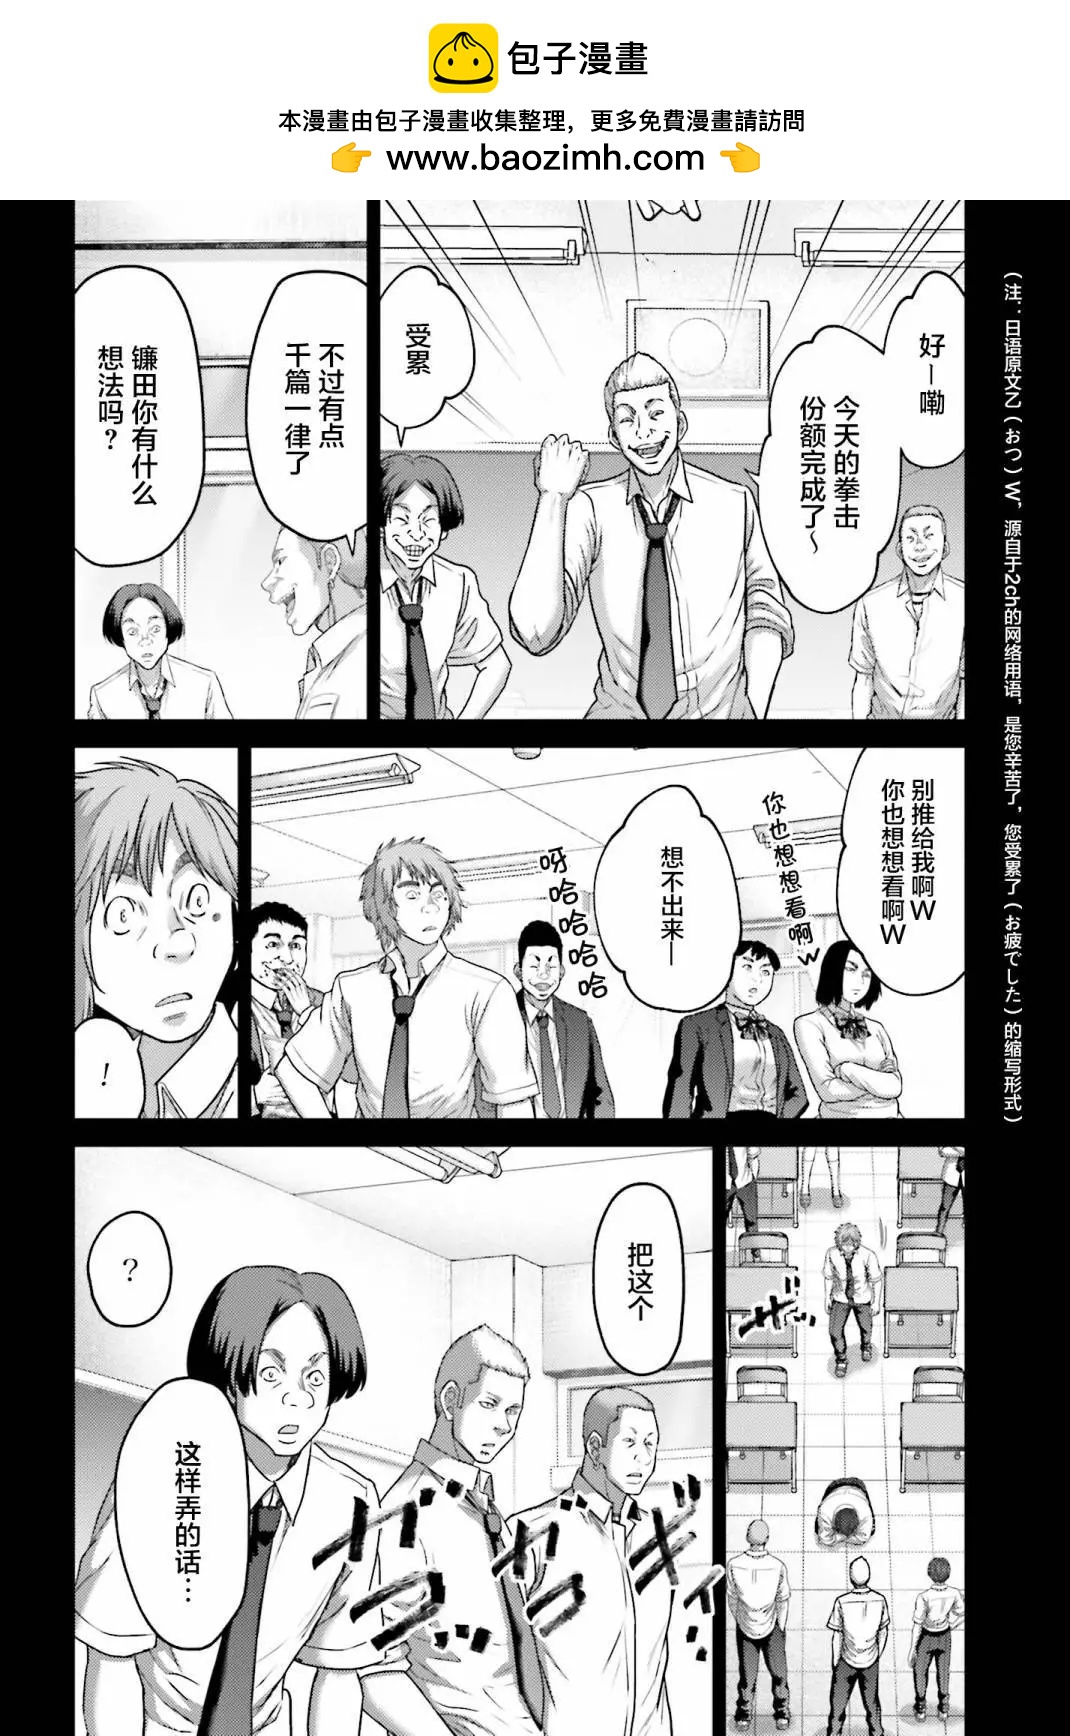 包子漫畫
本漫畫由包子漫畫收集整理，更多免費漫畫請訪問
👉 www.baozimh.com 👈
（注：日语原文乙（おつ）W，源自于2ch的网络用语，是您辛苦了，您受累了（お疲でした）的缩写形式）
好—嘞
今天的拳击
份额完成了～
受累
不过有点
千篇一律了
镰田你有什么
想法吗？
别推给我啊W
你也想想看啊W
你也想想看啊W
想不出来—
呀哈哈哈哈
！
ガタ
把这个
？
这样弄的话…